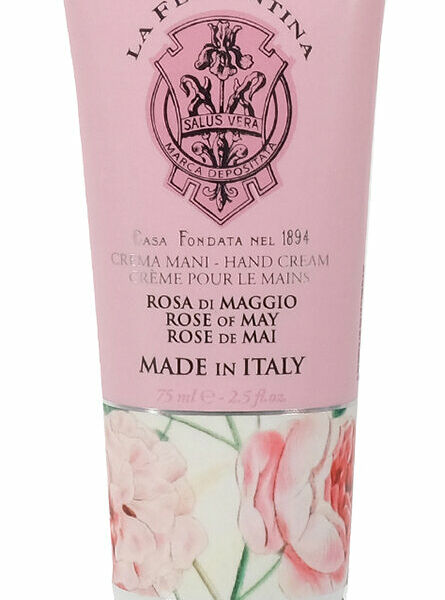 LA F
NTINA
SALUS VERA
MARCA DEPOSITATA
CASA FONDATA NEL 1894
CREMA MANI - HAND CREAM
CRÈME POUR LE MAINS
ROSA DI MAGGIO
ROSE OF MAY
ROSE DE MAI
MADE IN ITALY
75 ml ℮ - 2.5 fl.oz.